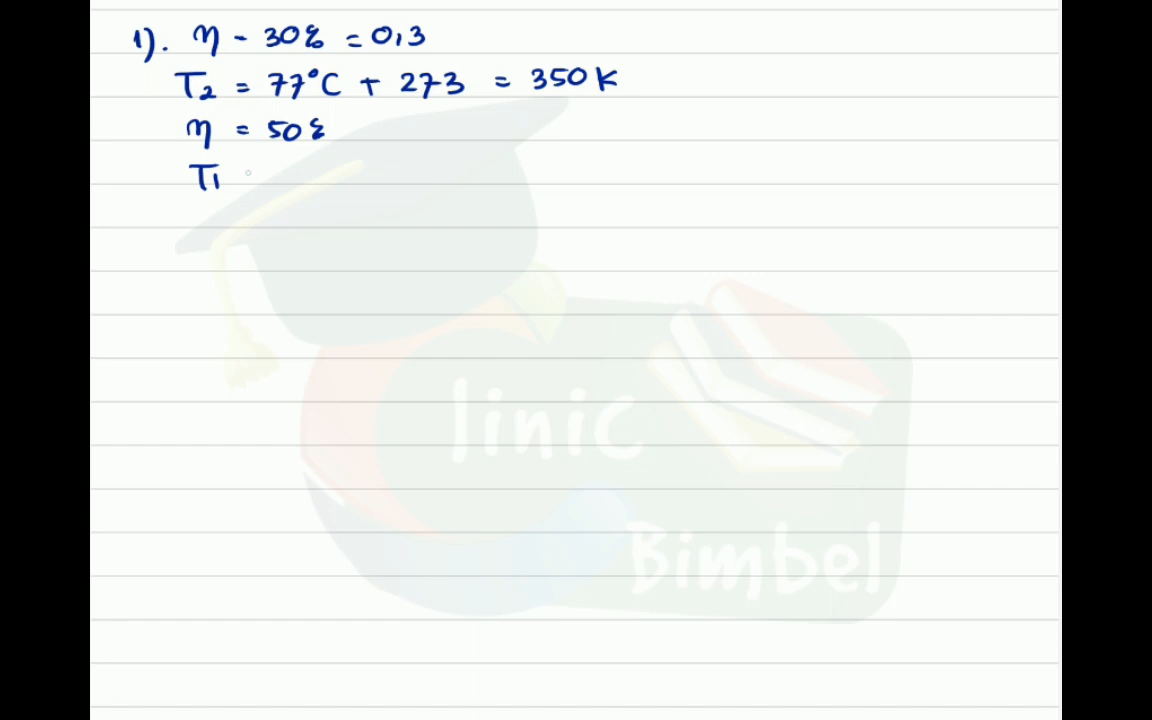 1). η - 30% = 0,3
T₂ = 77°C + 273 = 350 K
η = 50%
T₁
linic
Bimbel